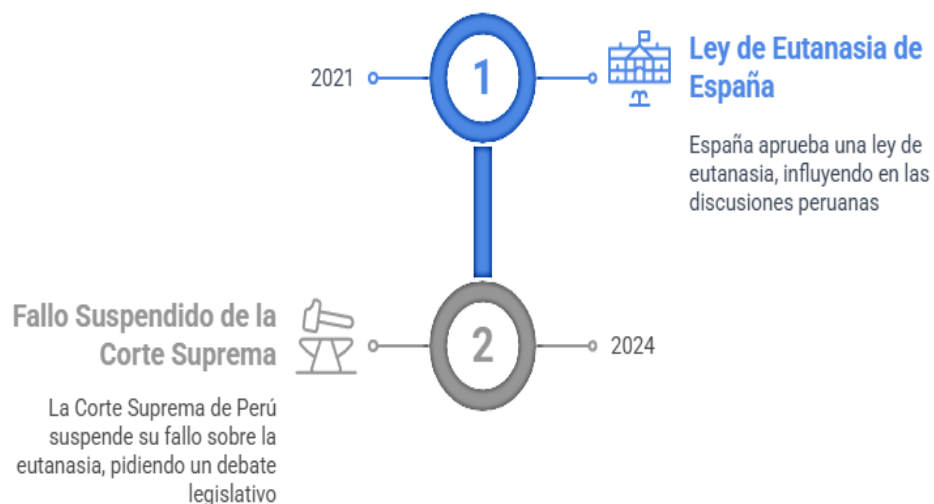 2021
1
Ley de Eutanasia de
España
España aprueba una ley de
eutanasia, influyendo en las
discusiones peruanas
Fallo Suspendido de la
Corte Suprema
2
2024
La Corte Suprema de Perú
suspende su fallo sobre la
eutanasia, pidiendo un debate
legislativo